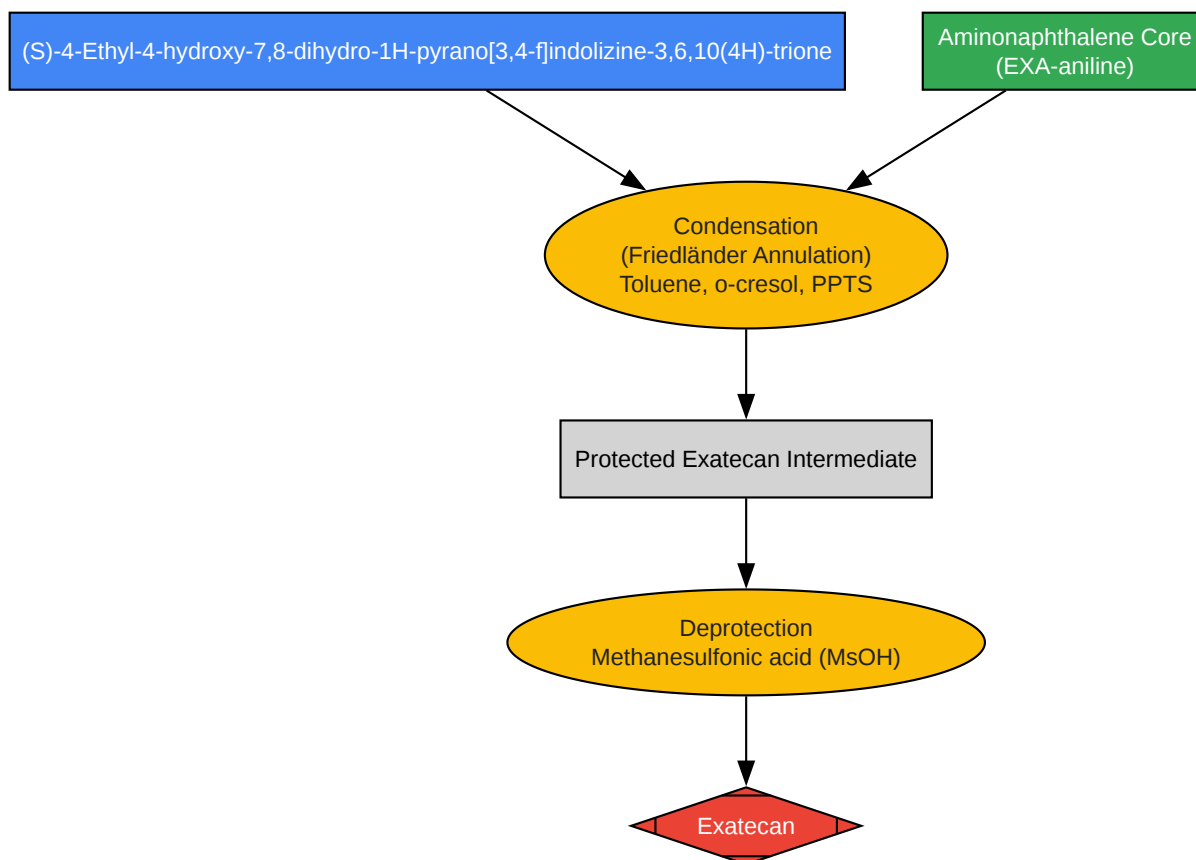 (S)-4-Ethyl-4-hydroxy-7,8-dihydro-1H-pyrano[3,4-f]indolizine-3,6,10(4H)-trione
Aminonaphthalene Core
(EXA-aniline)
Condensation
(Friedländer Annulation)
Toluene, o-cresol, PPTS
Protected Exatecan Intermediate
Deprotection
Methanesulfonic acid (MsOH)
Exatecan